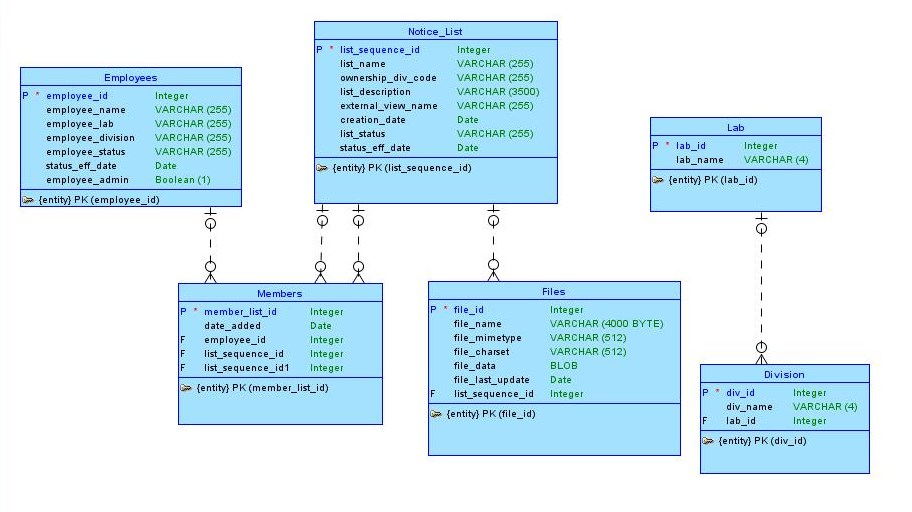 Employees
P * employee_id Integer
employee_name VARCHAR (255)
employee_lab VARCHAR (255)
employee_division VARCHAR (255)
employee_status VARCHAR (255)
status_eff_date Date
employee_admin Boolean (1)
{entity} PK (employee_id)
Notice_List
P * list_sequence_id Integer
list_name VARCHAR (255)
ownership_div_code VARCHAR (255)
list_description VARCHAR (3500)
external_view_name VARCHAR (255)
creation_date Date
list_status VARCHAR (255)
status_eff_date Date
{entity} PK (list_sequence_id)
Lab
P * lab_id Integer
lab_name VARCHAR (4)
{entity} PK (lab_id)
Members
P * member_list_id Integer
date_added Date
F employee_id Integer
F list_sequence_id Integer
F list_sequence_id1 Integer
{entity} PK (member_list_id)
Files
P * file_id Integer
file_name VARCHAR (4000 BYTE)
file_mimetype VARCHAR (512)
file_charset VARCHAR (512)
file_data BLOB
file_last_update Date
F list_sequence_id Integer
{entity} PK (file_id)
Division
P * div_id Integer
div_name VARCHAR (4)
F lab_id Integer
{entity} PK (div_id)